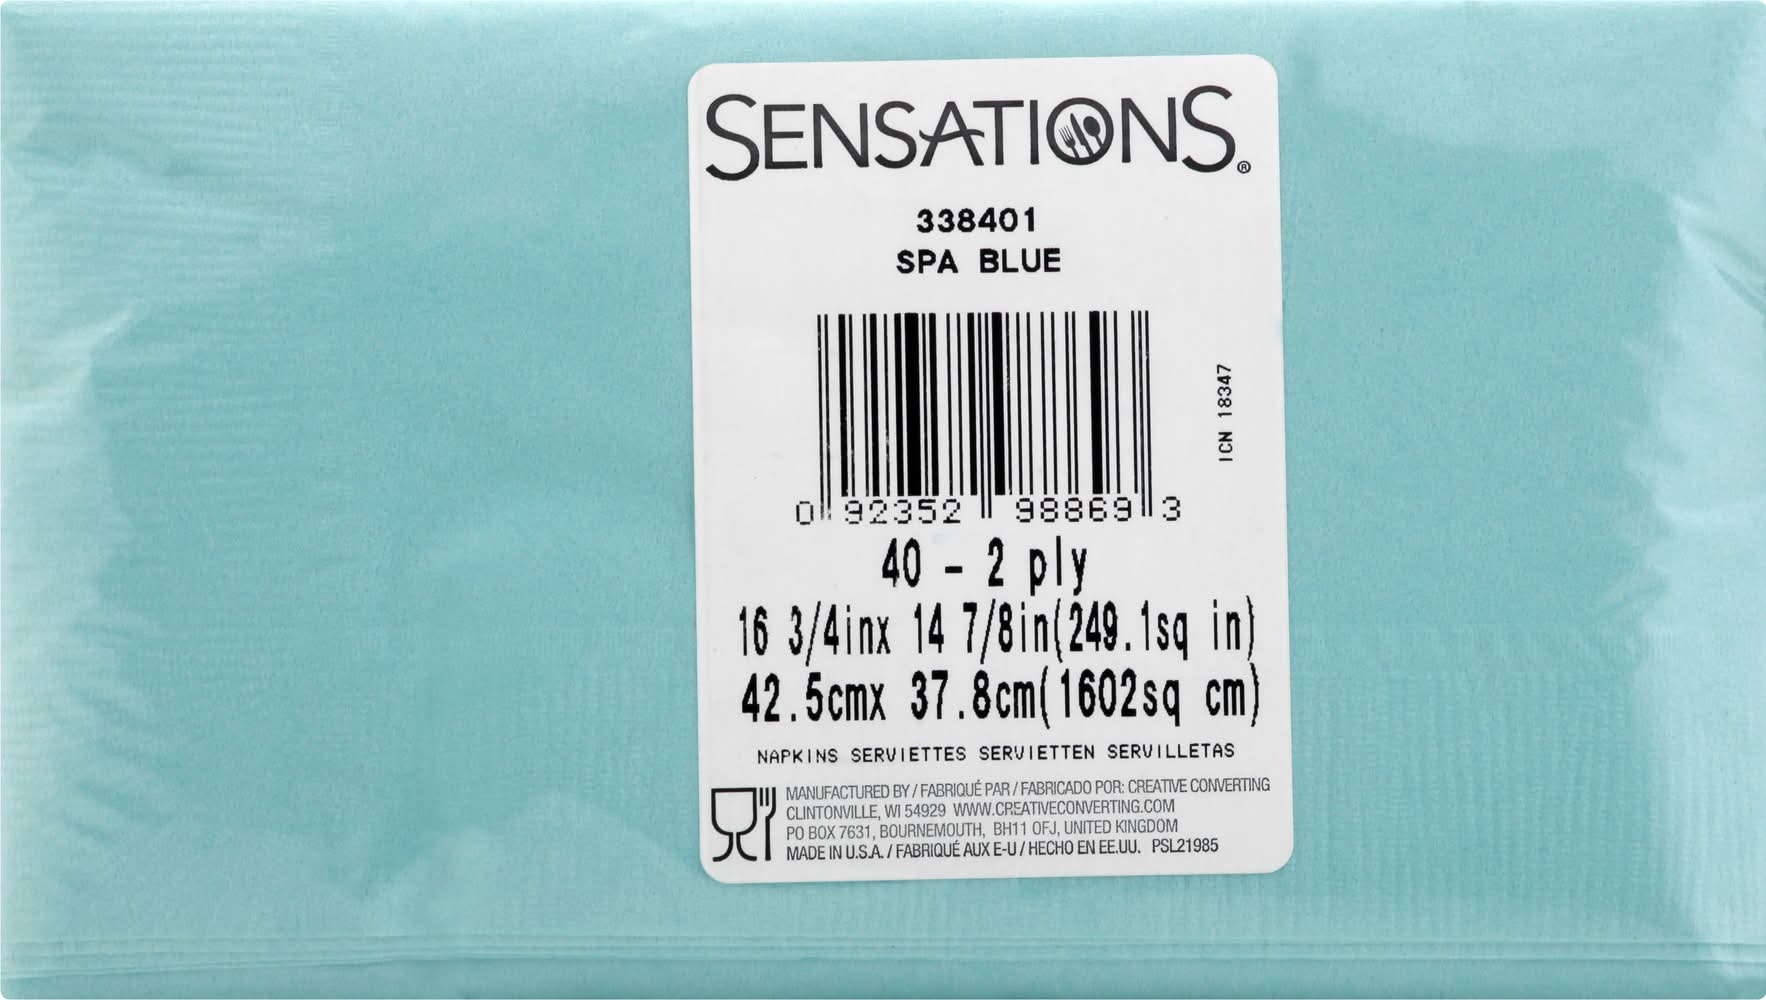 SENSATIONS®
338401
SPA BLUE
ICN 18347
0 92352 98869 3
40 - 2 ply
16 3/4inx 14 7/8in(249.1sq in)
42.5cmx 37.8cm(1602sq cm)
NAPKINS SERVIETTES SERVIETTEN SERVILLETAS
MANUFACTURED BY / FABRIQUÉ PAR / FABRICADO POR: CREATIVE CONVERTING
CLINTONVILLE, WI 54929 WWW.CREATIVECONVERTING.COM
PO BOX 7631, BOURNEMOUTH, BH11 OFJ, UNITED KINGDOM
MADE IN U.S.A. / FABRIQUÉ AUX E-U / HECHO EN EE.UU. PSL21985